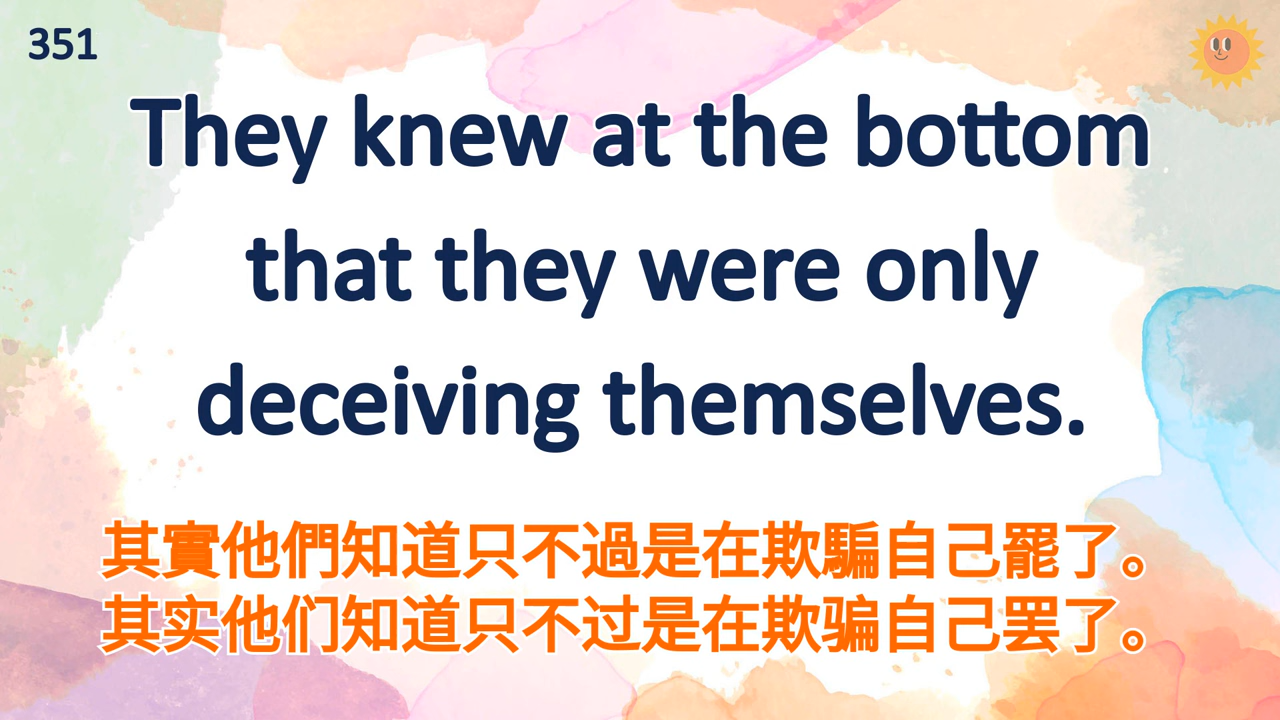 351
They knew at the bottom
that they were only
deceiving themselves.
其實他們知道只不過是在欺騙自己罷了。
其实他们知道只不过是在欺骗自己罢了。